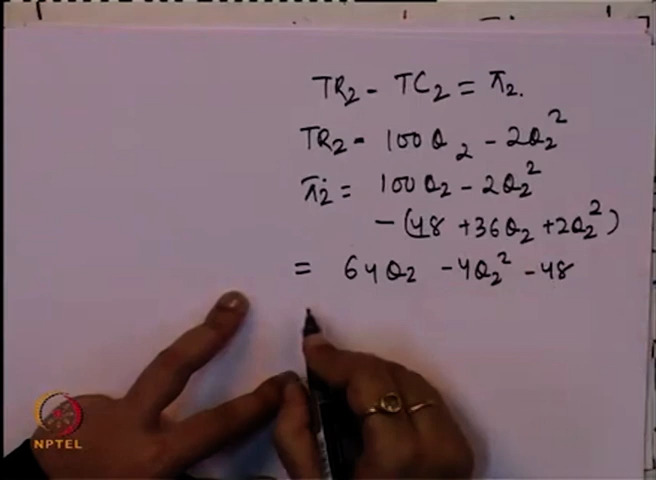 TR₂ - TC₂ = π₂.
TR₂ = 100Q₂ - 2Q₂²
π₂ = 100Q₂ - 2Q₂²
- (48 + 36Q₂ + 2Q₂²)
= 64Q₂ - 4Q₂² - 48
NPTEL